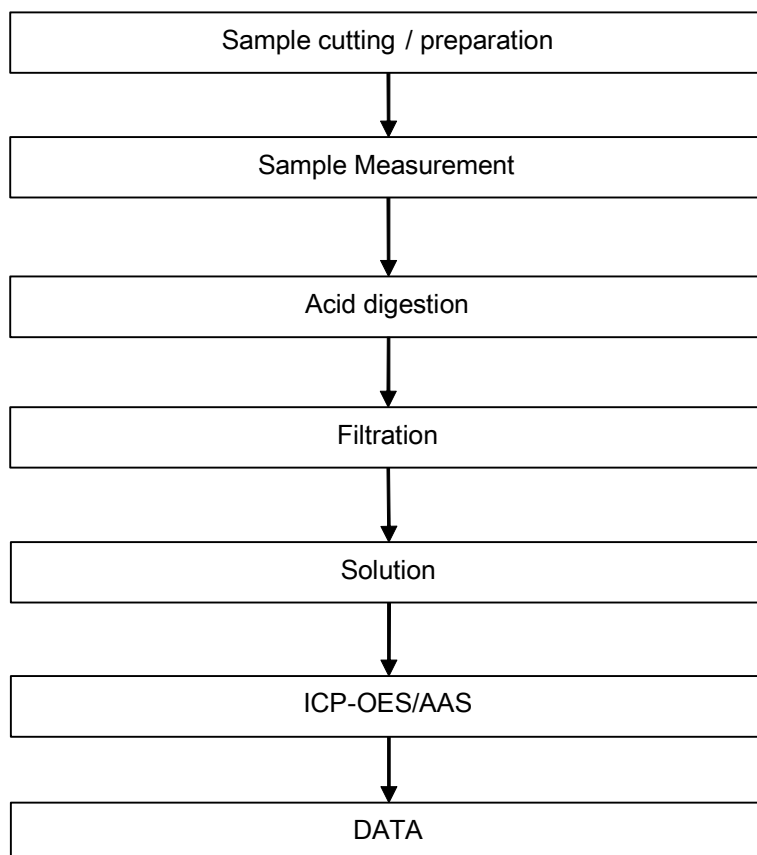 Sample cutting / preparation
Sample Measurement
Acid digestion
Filtration
Solution
ICP-OES/AAS
DATA